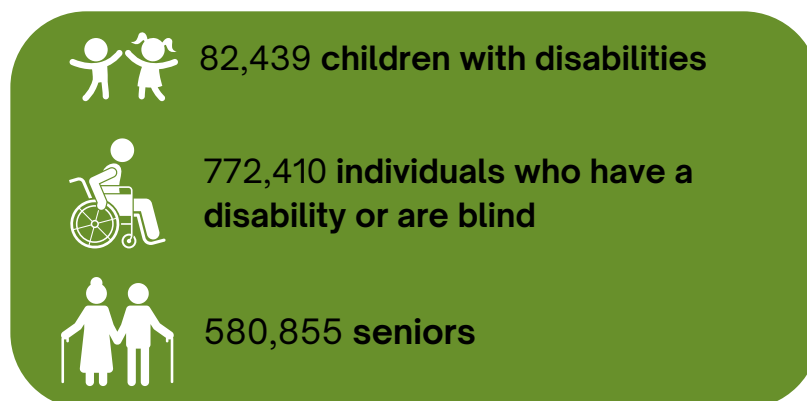 82,439 children with disabilities
772,410 individuals who have a
disability or are blind
580,855 seniors